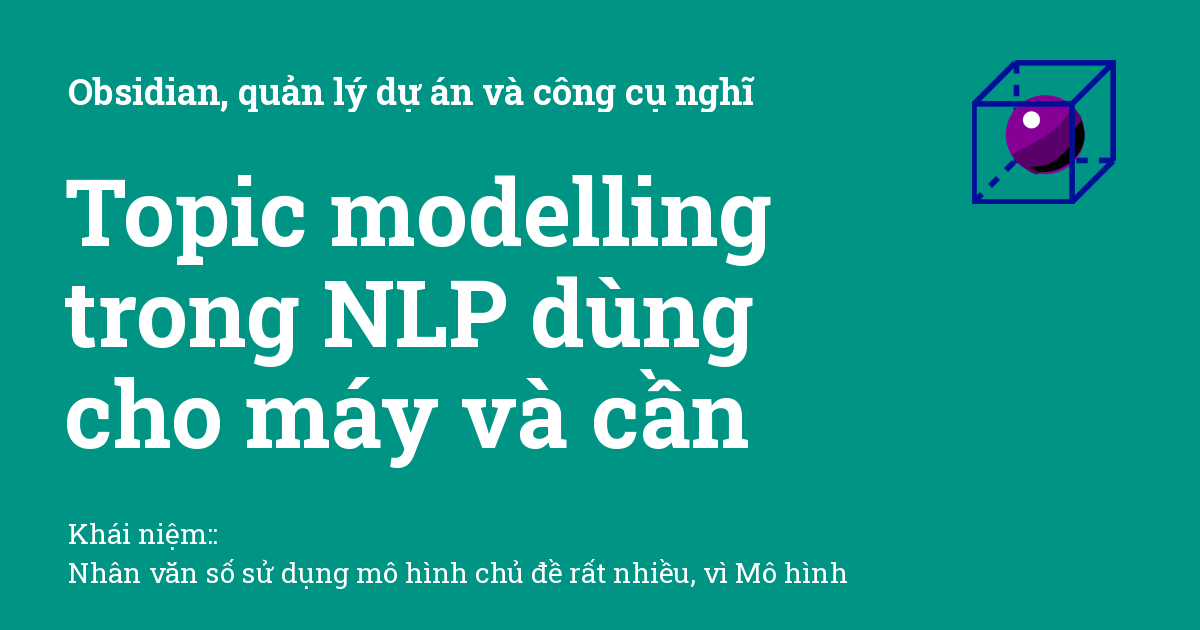 Obsidian, quản lý dự án và công cụ nghĩ
Topic modelling
trong NLP dùng
cho máy và cần
Khái niệm::
Nhân văn số sử dụng mô hình chủ đề rất nhiều, vì Mô hình